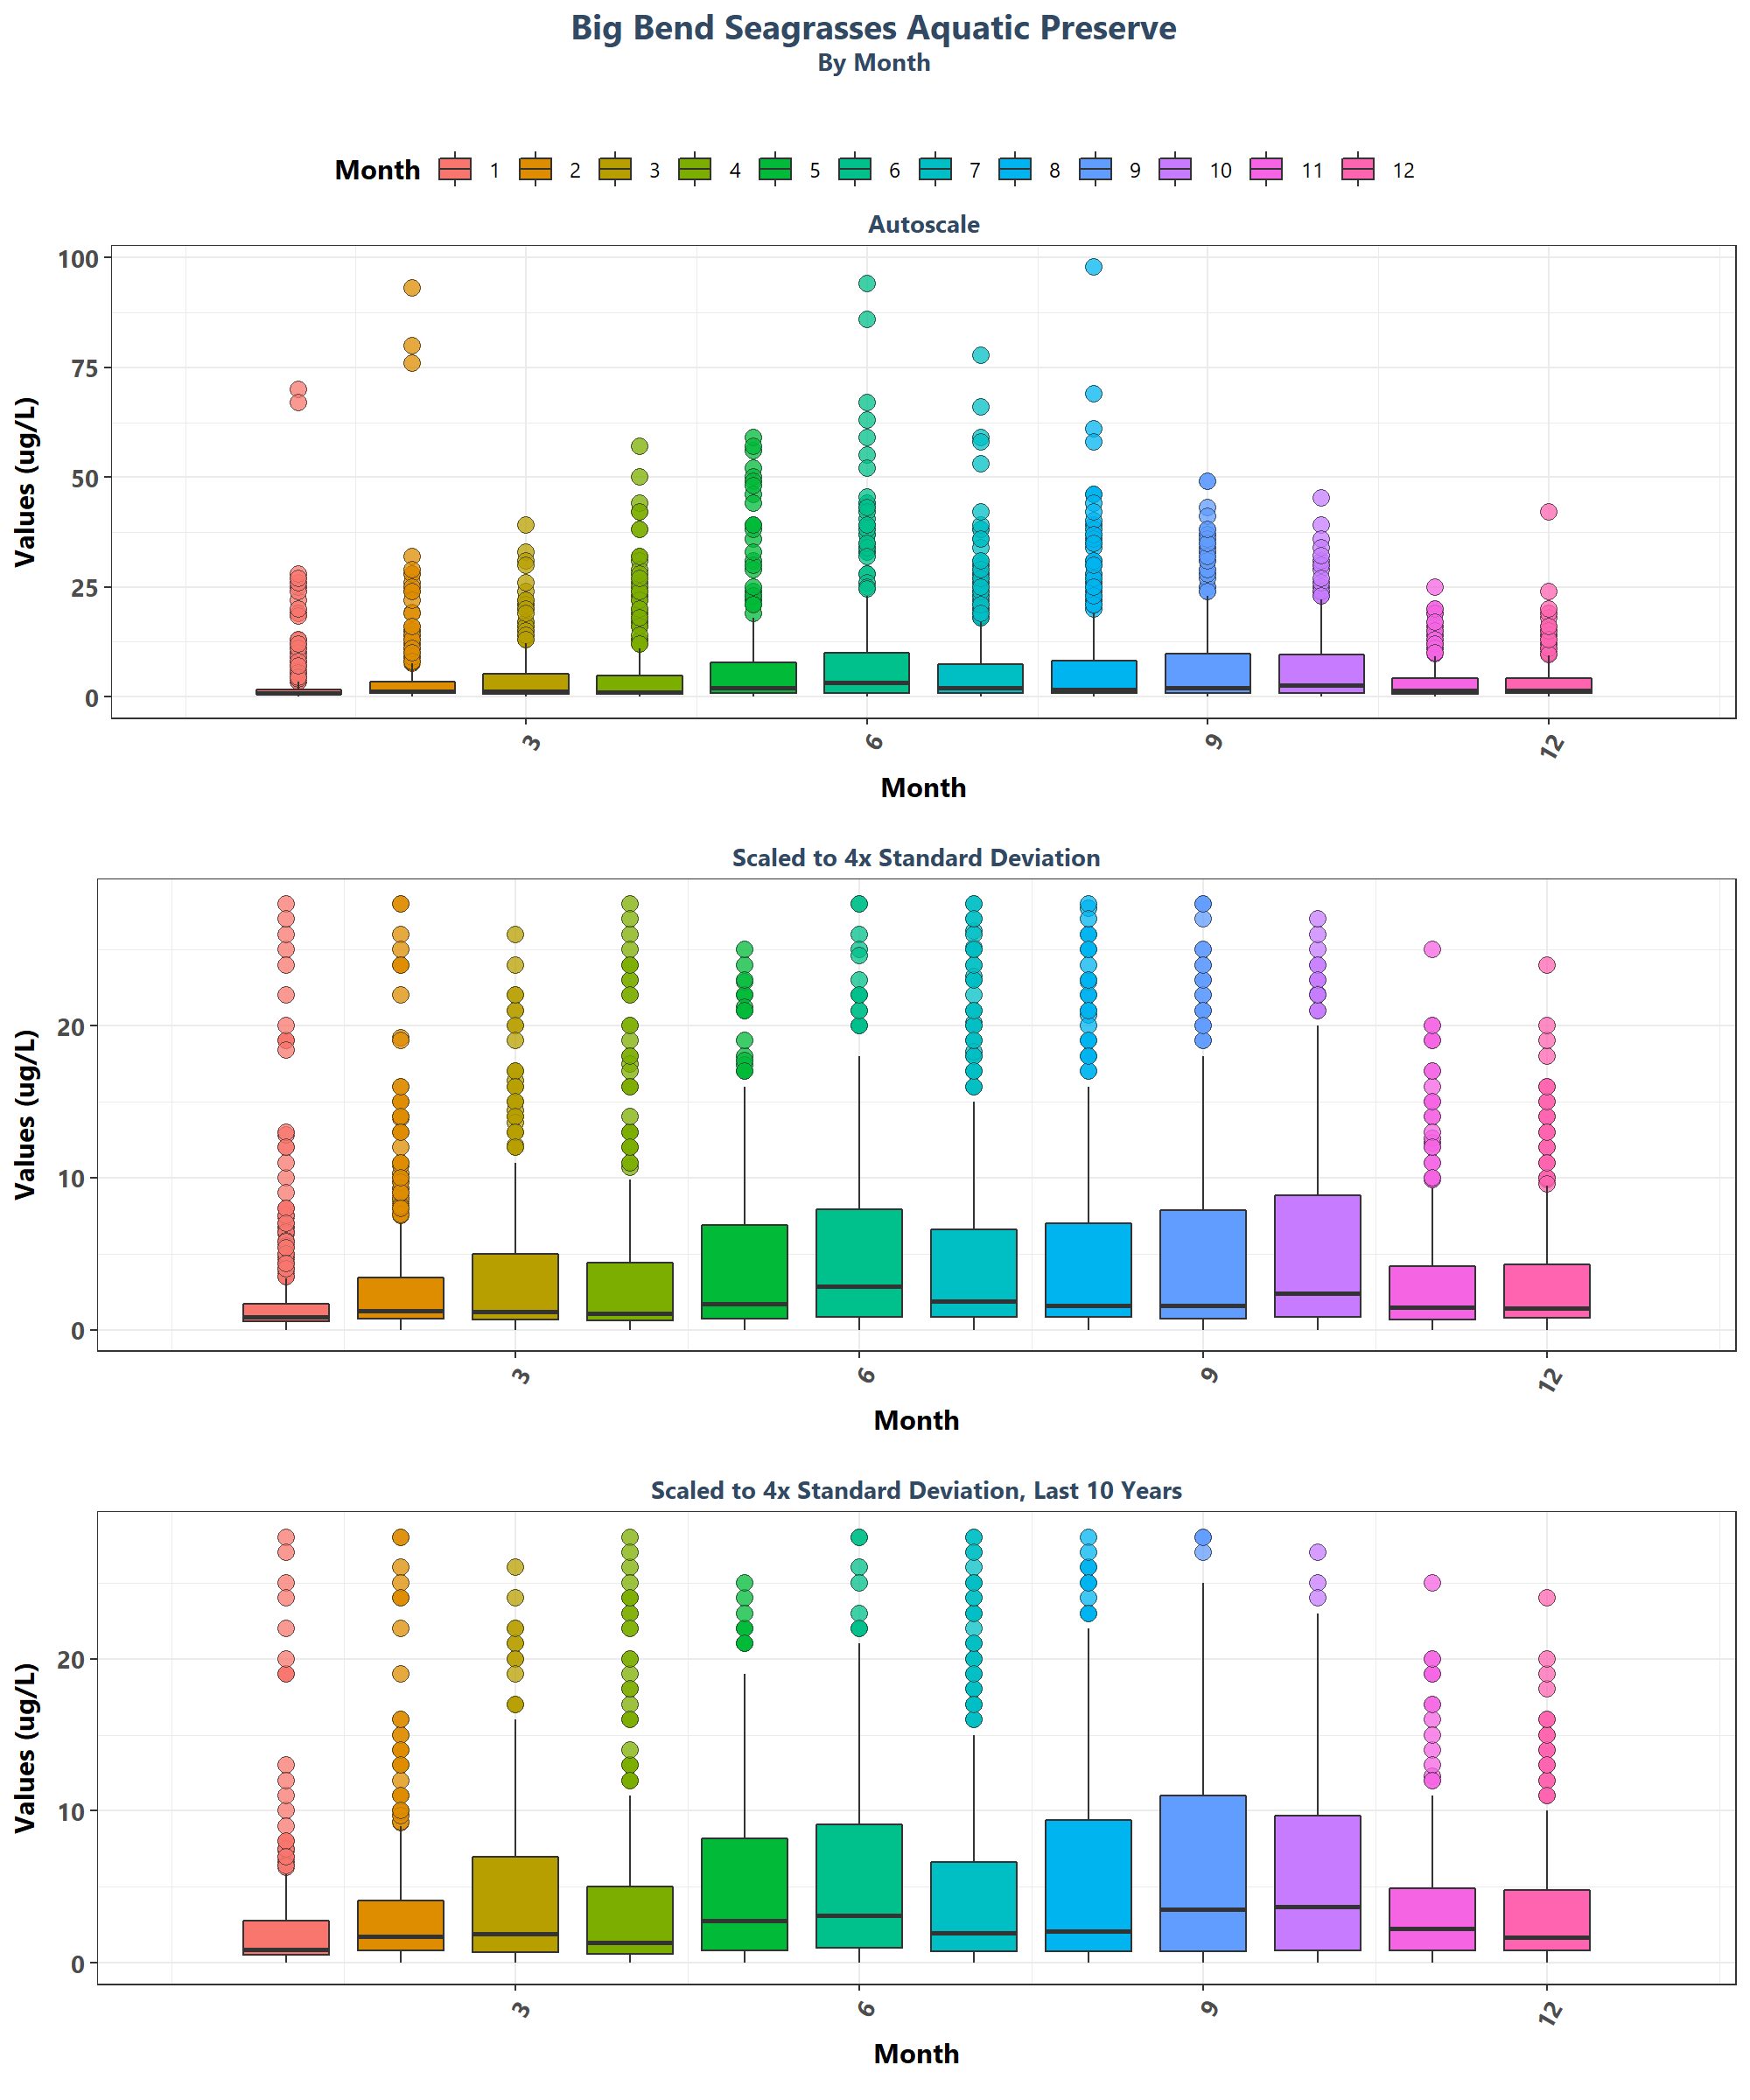 Big Bend Seagrasses Aquatic Preserve
By Month
Month 1 2 3 4 5 6 7 8 9 10 11 12
Autoscale
Values (ug/L)
100
75
50
25
0
3 6 9 12
Month
Scaled to 4x Standard Deviation
Values (ug/L)
20
10
0
3 6 9 12
Month
Scaled to 4x Standard Deviation, Last 10 Years
Values (ug/L)
20
10
0
3 6 9 12
Month